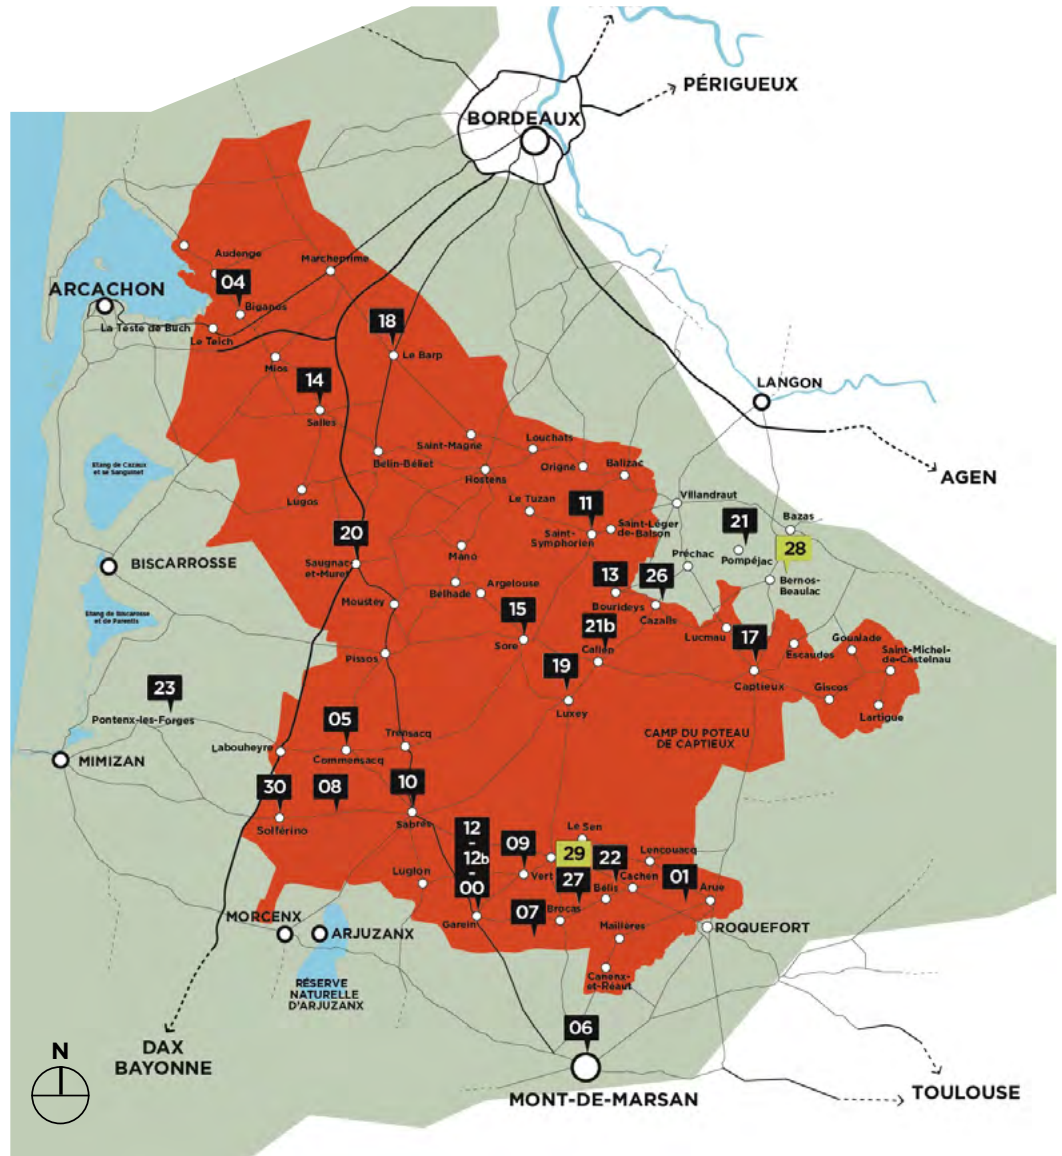 PÉRIGUEUX
BORDEAUX
Audenge
Marcheprime
04
ARCACHON
Biganos
La Teste de Buch
Le Teich
18
Le Barp
Mios
14
Salles
LANGON
Saint-Magne
Louchats
Belin-Béliet
Origne
Balizac
Etang de Cazaux
et se Sanguinet
Hostens
AGEN
Lugos
Le Tuzan
11
Villandraut
Saint-Léger
de-Balson
Saint-
Symphorien
21
Bazas
20
28
BISCARROSSE
Saugnac
et-Muret
Mano
Préchac
Pompéjac
13
26
Belhade
Argelouse
Bernos-
Beaulac
Etang de Biscarosse
et de Parentis
Moustey
15
Bourideys
Cazalis
21b
Lucmau
17
Goualade
Sore
Callen
Escaudes
Saint-Michel
de-Castelnau
Pissos
19
Captieux
Giscos
23
Luxey
Lartigue
Pontenx-les-Forges
05
CAMP DU POTEAU
DE CAPTIEUX
Labouheyre
Trensacq
Commensacq
MIMIZAN
30
08
10
Solférino
Sabres
12
-
12b
-
00
Le Sen
09
29
22
Lencouacq
Luglon
Vert
27
Cachen
01
Bélis
Arue
07
Brocas
Garein
MORCENX
ARJUZANX
Maillères
ROQUEFORT
RÉSERVE
NATURELLE
D'ARJUZANX
Canenx-
et-Réaut
06
N
DAX
BAYONNE
MONT-DE-MARSAN
TOULOUSE